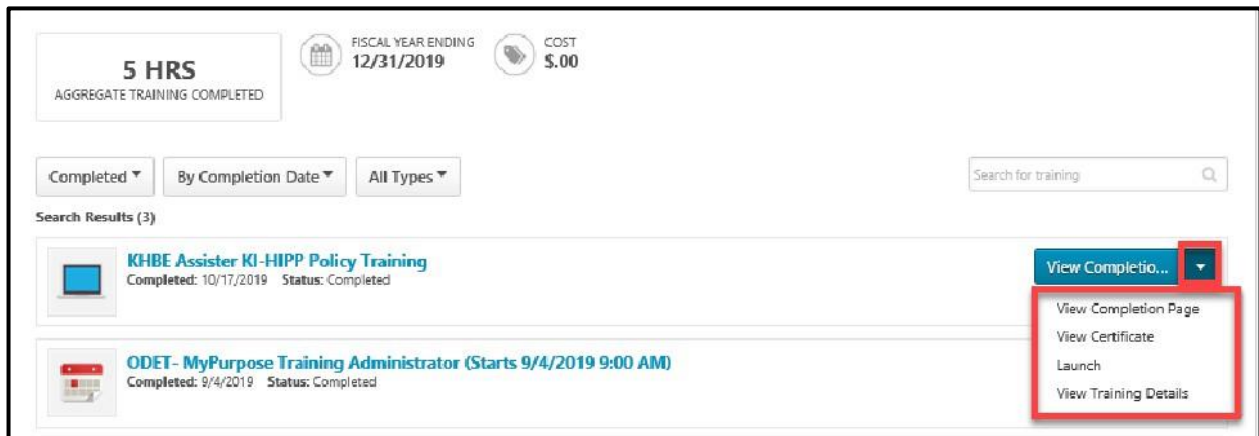 5 HRS
AGGREGATE TRAINING COMPLETED
FISCAL YEAR ENDING
12/31/2019
COST
$.00
Completed
By Completion Date
All Types
Search for training
Search Results (3)
KHBE Assister KI-HIPP Policy Training
Completed: 10/17/2019 Status: Completed
View Completio...
View Completion Page
View Certificate
Launch
View Training Details
ODET- MyPurpose Training Administrator (Starts 9/4/2019 9:00 AM)
Completed: 9/4/2019 Status: Completed